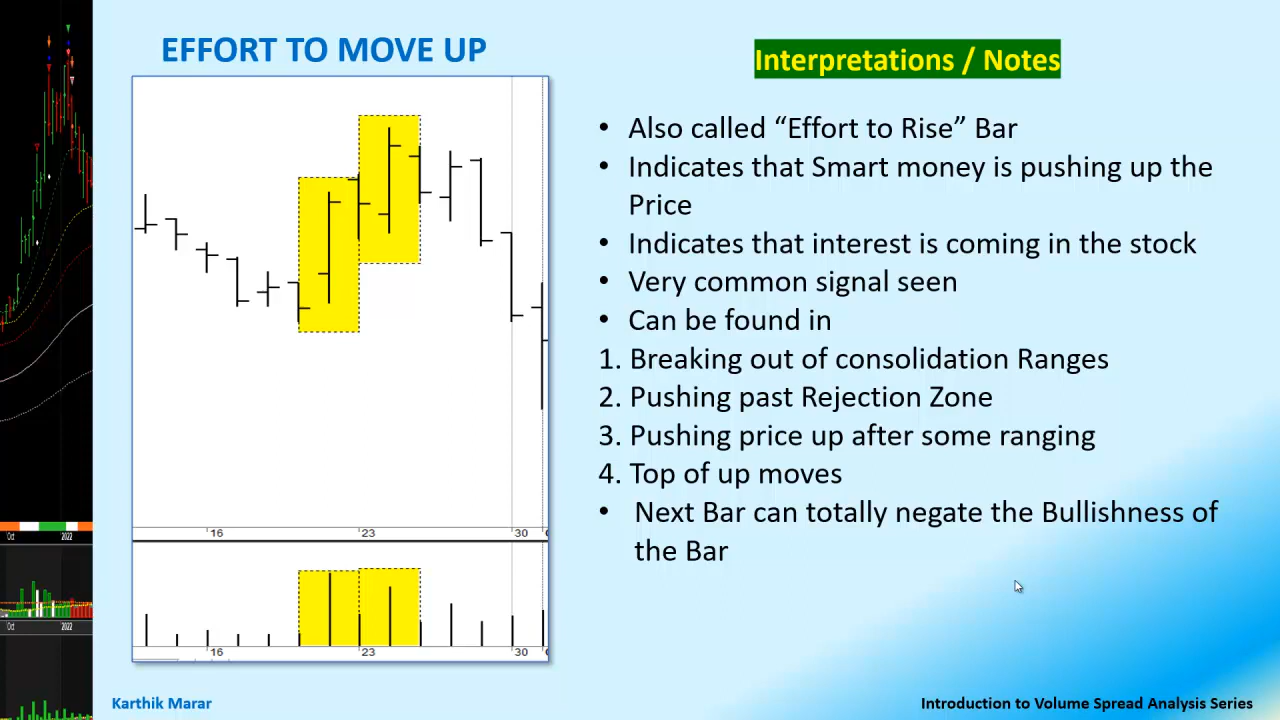 EFFORT TO MOVE UP
Interpretations / Notes
• Also called “Effort to Rise” Bar
• Indicates that Smart money is pushing up the
Price
• Indicates that interest is coming in the stock
• Very common signal seen
• Can be found in
1. Breaking out of consolidation Ranges
2. Pushing past Rejection Zone
3. Pushing price up after some ranging
4. Top of up moves
• Next Bar can totally negate the Bullishness of
the Bar
16 23 30
16 23 30
Oct 2022
Oct 2022
Karthik Marar
Introduction to Volume Spread Analysis Series